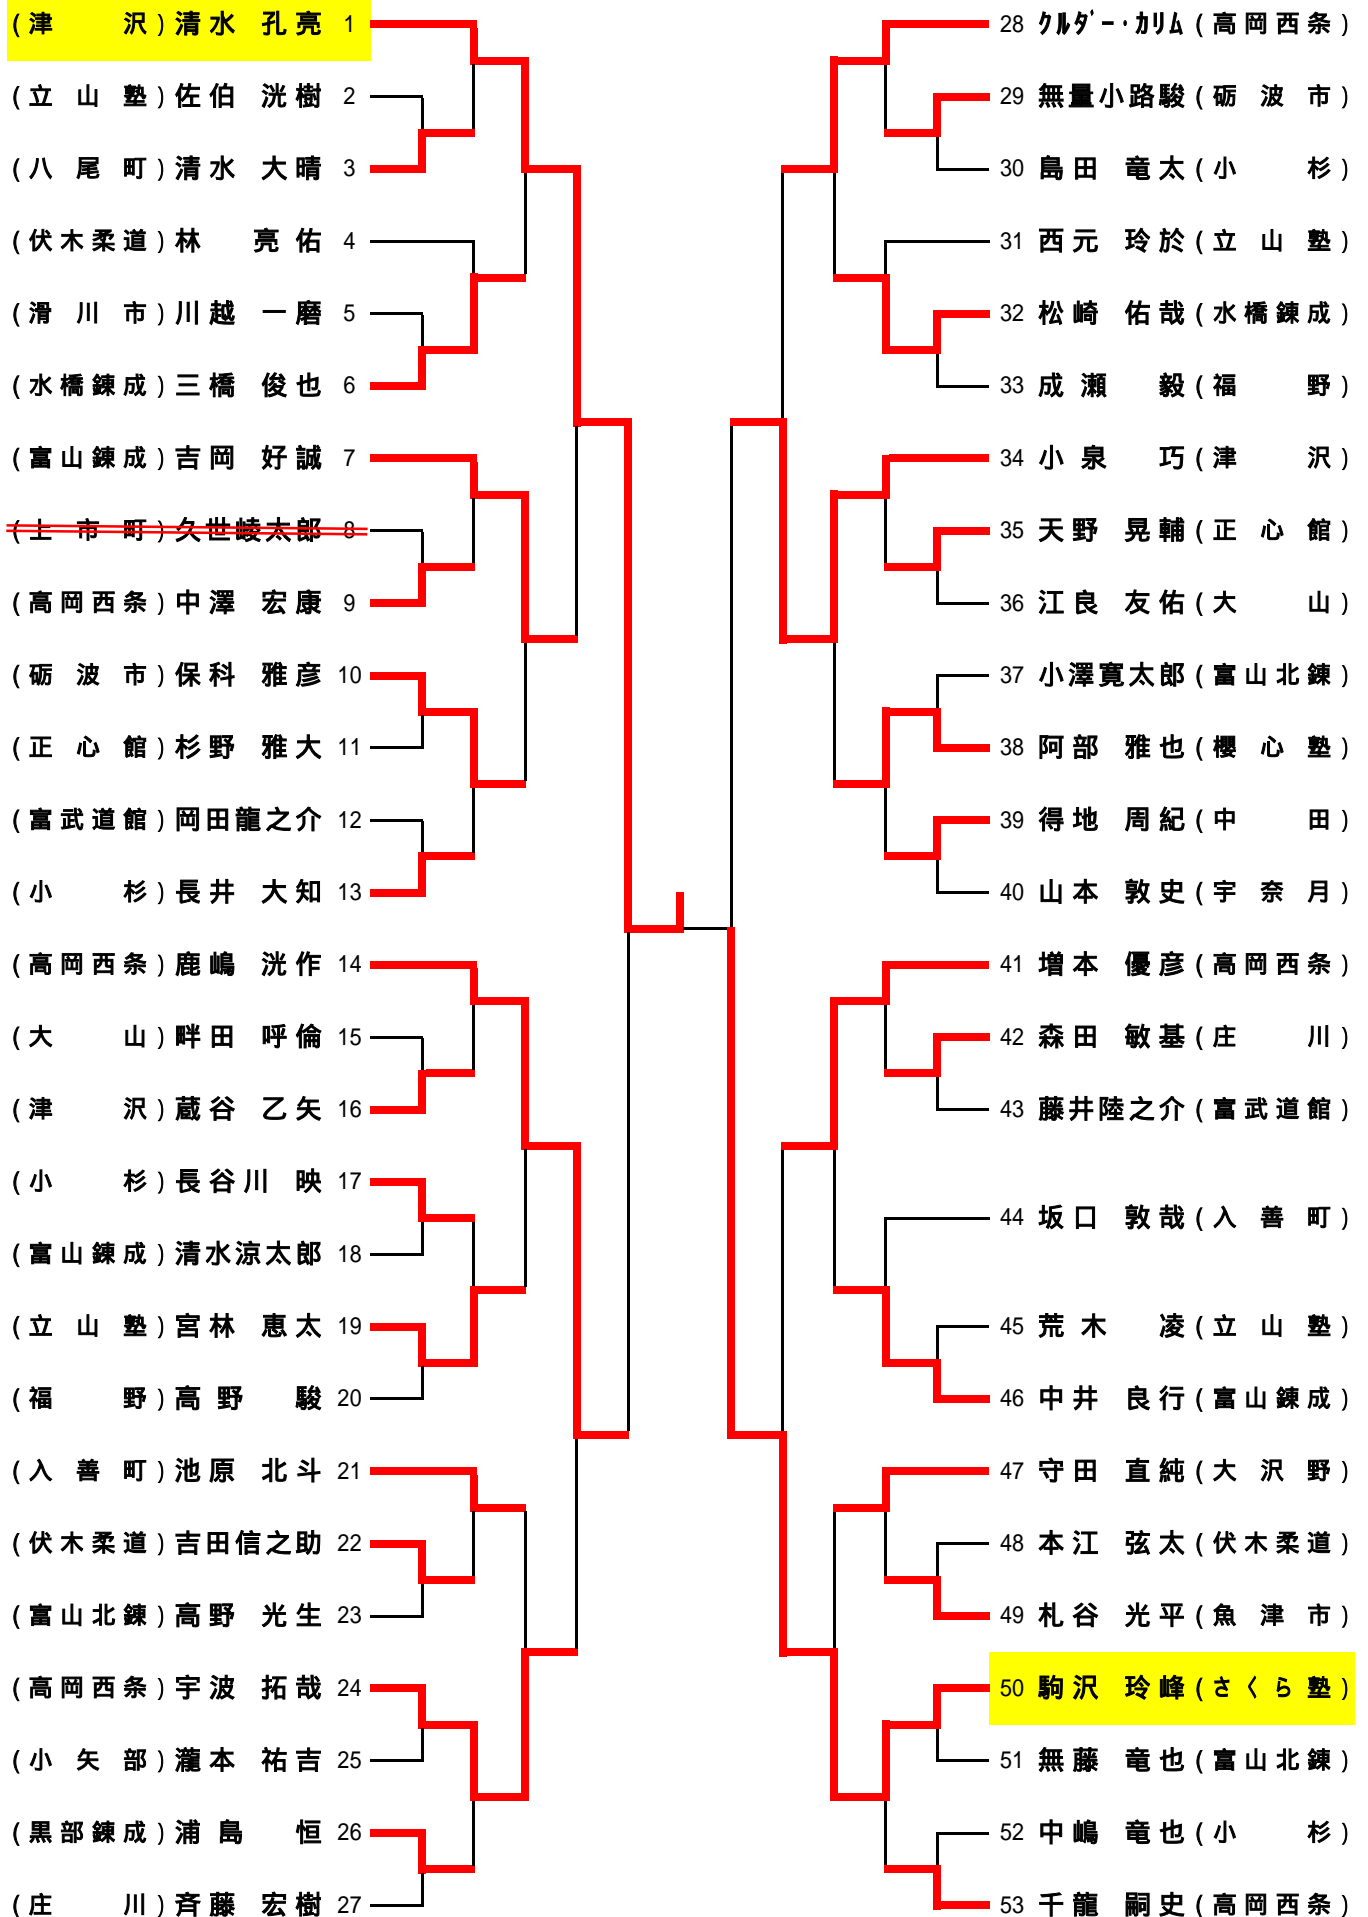 (津沢)清水 孔亮 1
(立山塾)佐伯 洸樹 2
(八尾町)清水 大晴 3
(伏木柔道)林 亮佑 4
(滑川市)川越 一磨 5
(水橋錬成)三橋 俊也 6
(富山錬成)吉岡 好誠 7
(上市町)久世崚太郎 8
(高岡西条)中澤 宏康 9
(砺波市)保科 雅彦 10
(正心館)杉野 雅大 11
(富武道館)岡田龍之介 12
(小杉)長井 大知 13
(高岡西条)鹿嶋 洸作 14
(大山)畔田 呼倫 15
(津沢)蔵谷 乙矢 16
(小杉)長谷川 映 17
(富山錬成)清水涼太郎 18
(立山塾)宮林 恵太 19
(福野)高野 駿 20
(入善町)池原 北斗 21
(伏木柔道)吉田信之助 22
(富山北錬)高野 光生 23
(高岡西条)宇波 拓哉 24
(小矢部)瀧本 祐吉 25
(黒部錬成)浦島 恒 26
(庄川)斉藤 宏樹 27
28 クルダー・カリム(高岡西条)
29 無量小路駿(砺波市)
30 島田 竜太(小杉)
31 西元 玲於(立山塾)
32 松崎 佑哉(水橋錬成)
33 成瀬 毅(福野)
34 小泉 巧(津沢)
35 天野 晃輔(正心館)
36 江良 友佑(大山)
37 小澤寛太郎(富山北錬)
38 阿部 雅也(櫻心塾)
39 得地 周紀(中田)
40 山本 敦史(宇奈月)
41 増本 優彦(高岡西条)
42 森田 敏基(庄川)
43 藤井陸之介(富武道館)
44 坂口 敦哉(入善町)
45 荒木 凌(立山塾)
46 中井 良行(富山錬成)
47 守田 直純(大沢野)
48 本江 弦太(伏木柔道)
49 札谷 光平(魚津市)
50 駒沢 玲峰(さくら塾)
51 無藤 竜也(富山北錬)
52 中嶋 竜也(小杉)
53 千龍 嗣史(高岡西条)